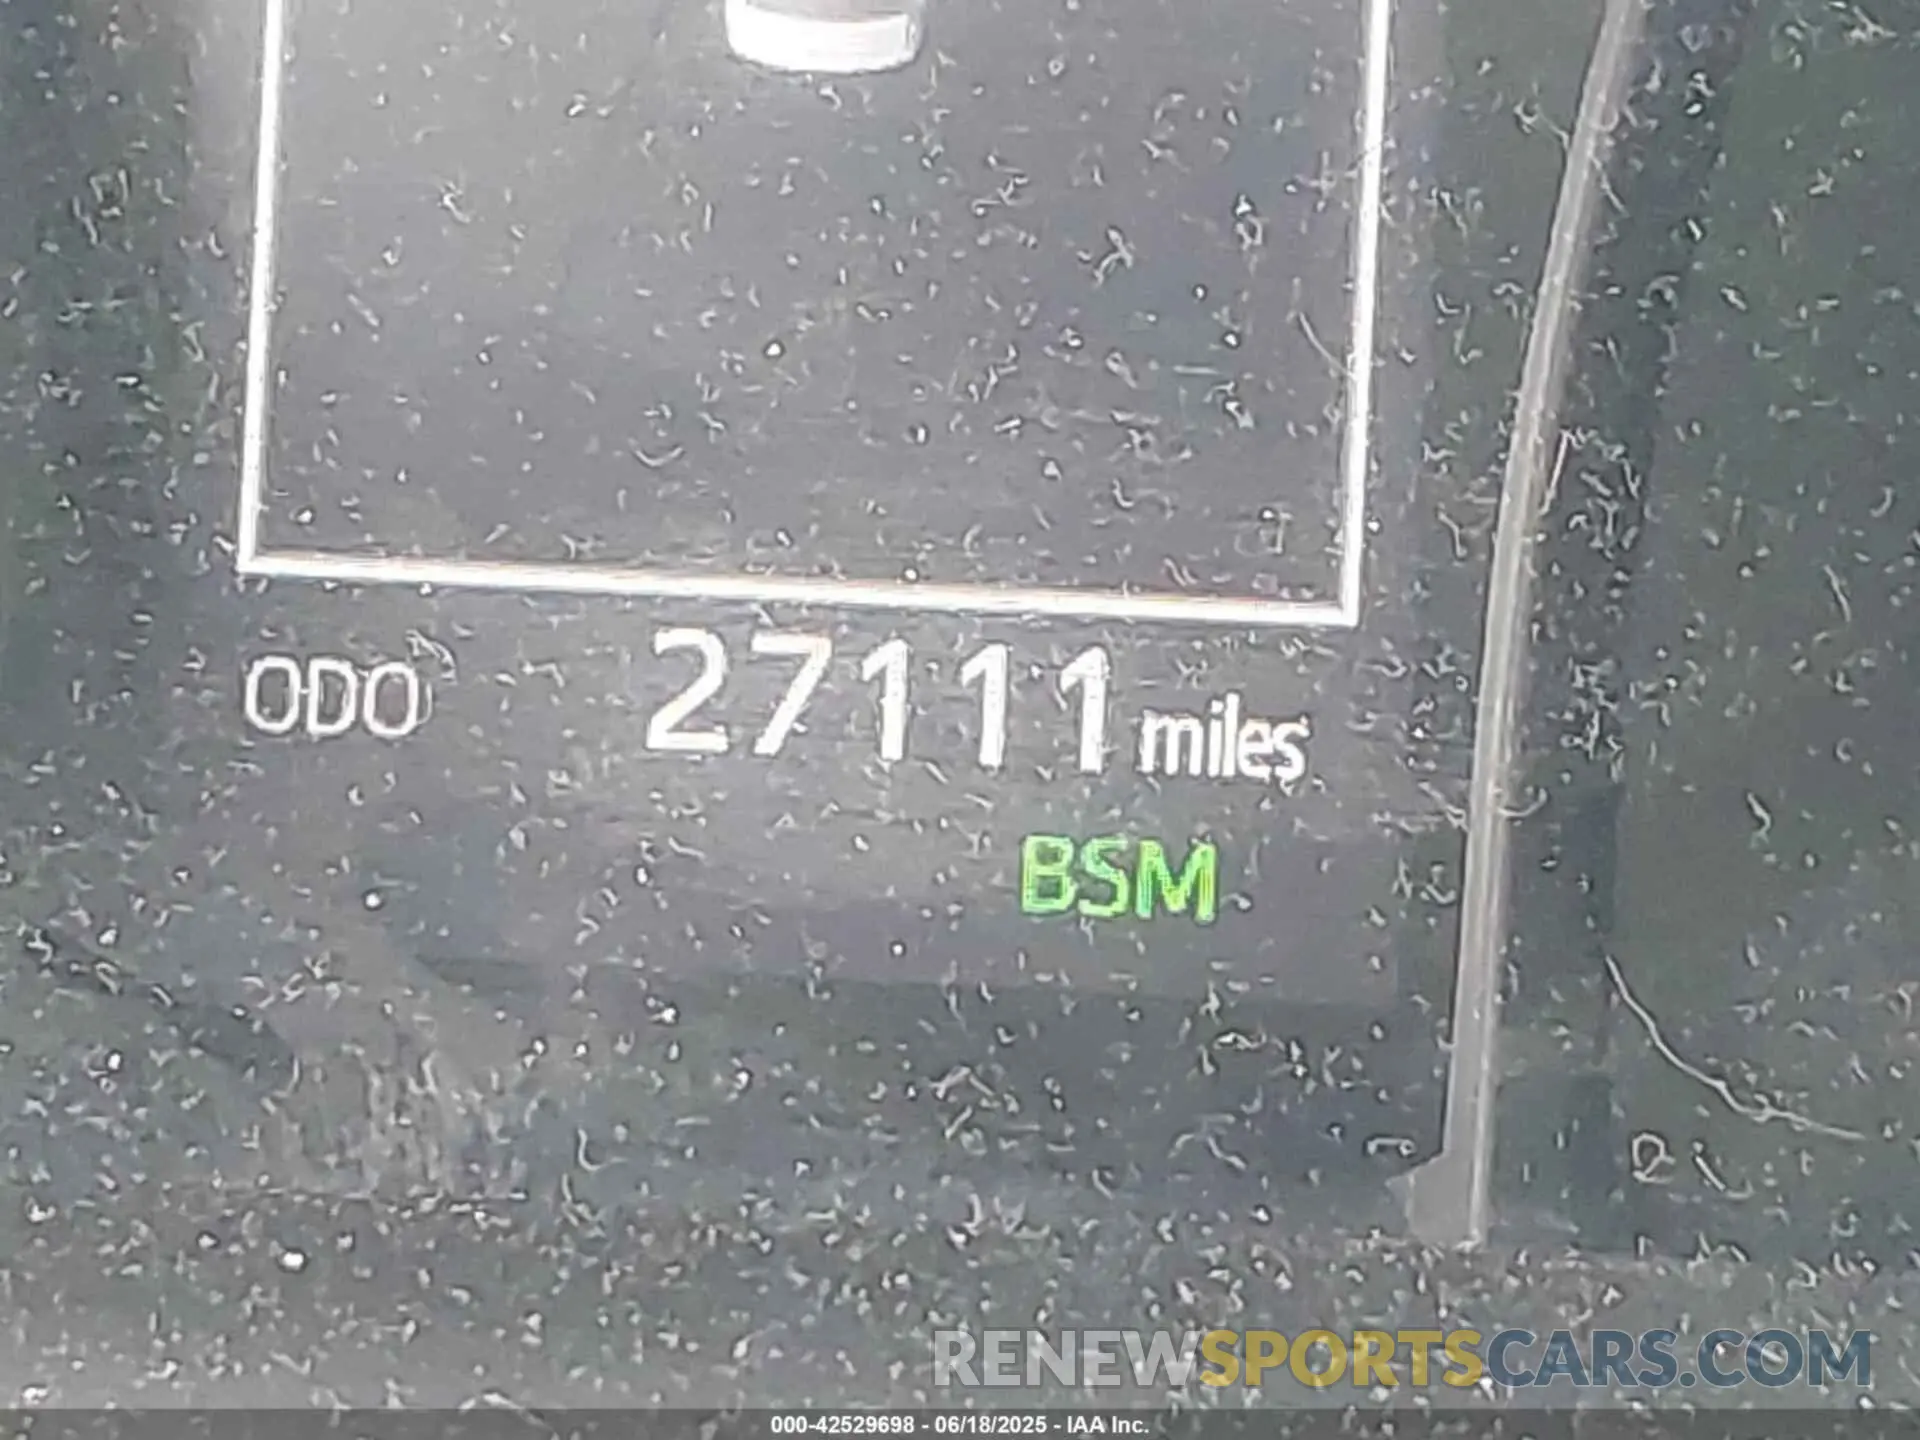 ODO 27111 miles
BSM
RENEWSPORTSCARS.COM
000-42529698 - 06/18/2025 - IAA Inc.